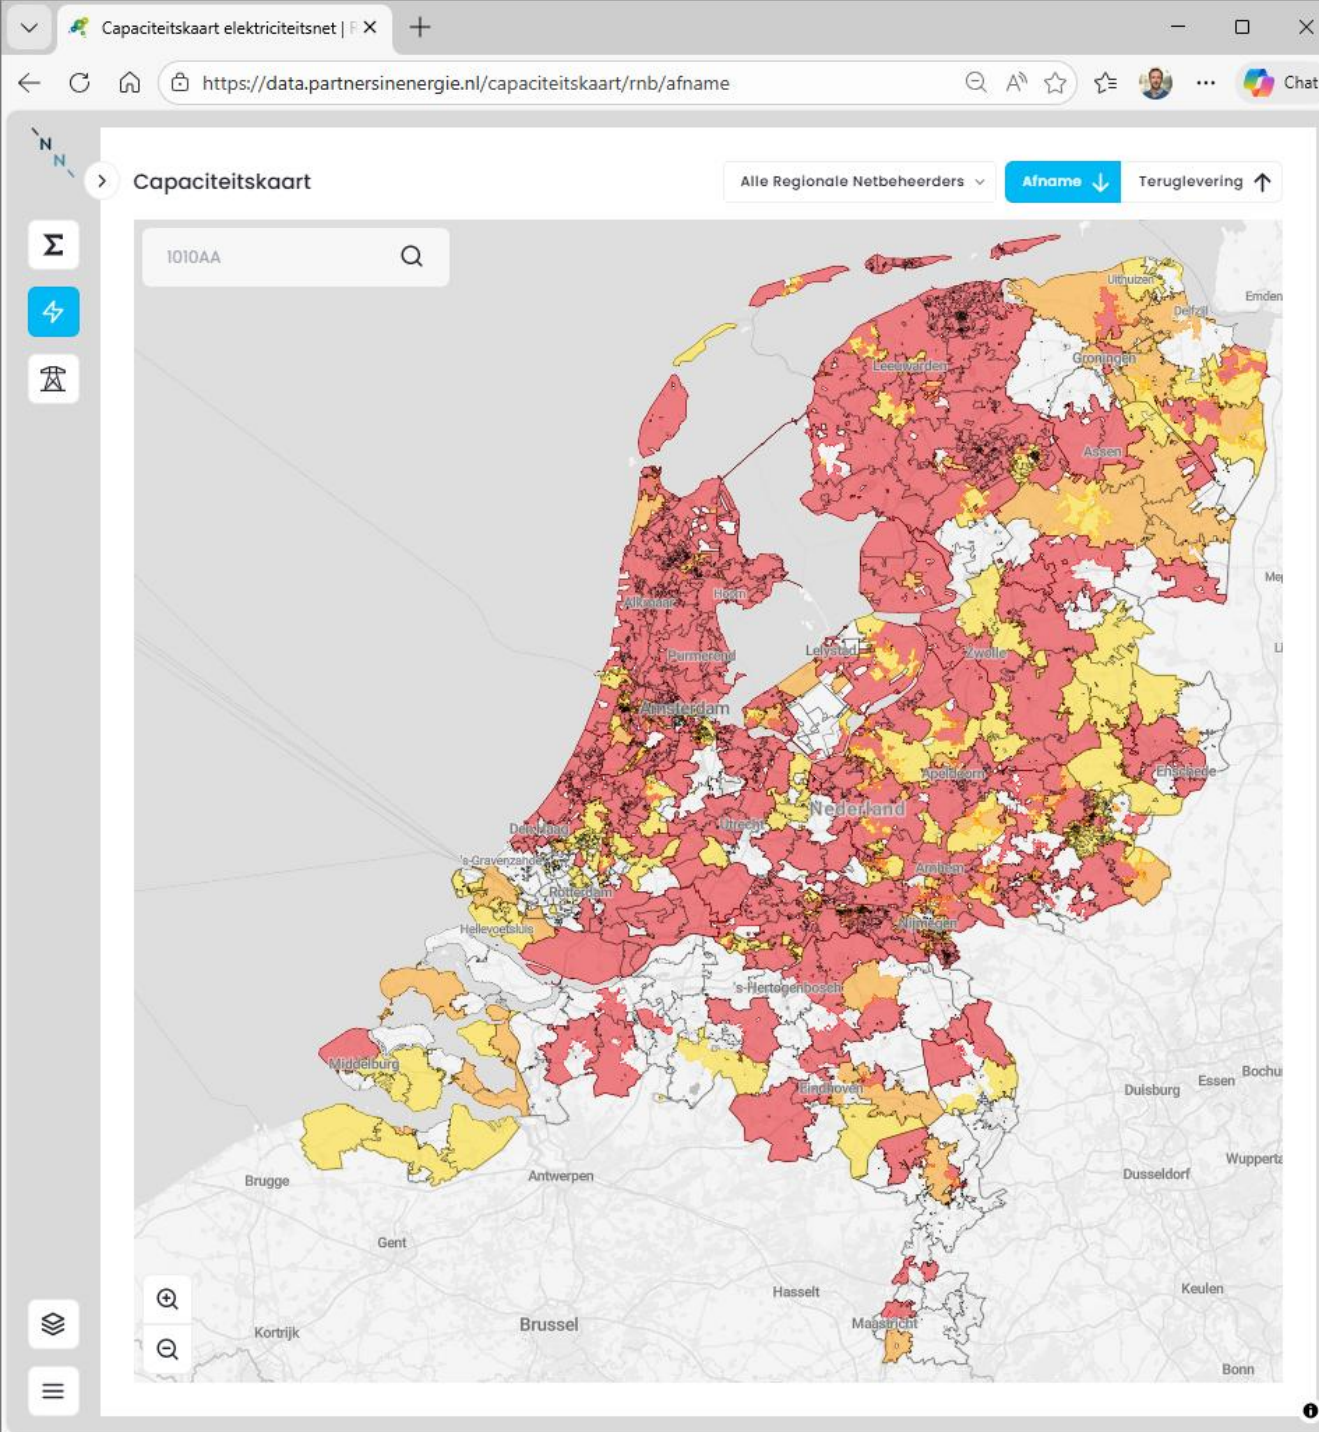 Capaciteitskaart elektriciteitsnet |
https://data.partnersinenergie.nl/capaciteitskaart/rnb/afname
Chat
N
N
Capaciteitskaart
Alle Regionale Netbeheerders
Afname
Teruglevering
1010AA
Uithuizen
Emden
Delfzijl
Groningen
Leeuwarden
Assen
Alkmaar
Hoorn
Purmerend
Lelystad
Zwolle
Amsterdam
Apeldoorn
Enschede
Nederland
Utrecht
Den Haag
's-Gravenzande
Arnhem
Rotterdam
Nijmegen
Hellevoetsluis
's-Hertogenbosch
Middelburg
Eindhoven
Duisburg
Essen
Antwerpen
Dusseldorf
Brugge
Gent
Hasselt
Keulen
Brussel
Maastricht
Kortrijk
Bonn